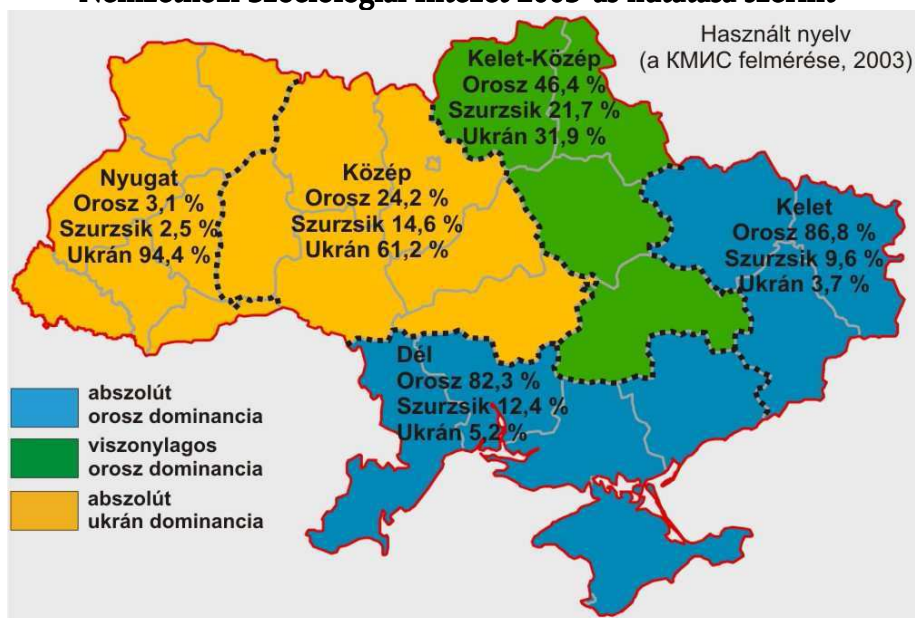 Nemzetközi Szociológiai Intézet 2003-as kutatása szerint
Használt nyelv
(a КМИС felmérése, 2003)
Kelet-Közép
Orosz 46,4 %
Szurzsik 21,7 %
Ukrán 31,9 %
Nyugat
Orosz 3,1 %
Szurzsik 2,5 %
Ukrán 94,4 %
Közép
Orosz 24,2 %
Szurzsik 14,6 %
Ukrán 61,2 %
Kelet
Orosz 86,8 %
Szurzsik 9,6 %
Ukrán 3,7 %
Dél
Orosz 82,3 %
Szurzsik 12,4 %
Ukrán 5,2 %
abszolút
orosz dominancia
viszonylagos
orosz dominancia
abszolút
ukrán dominancia